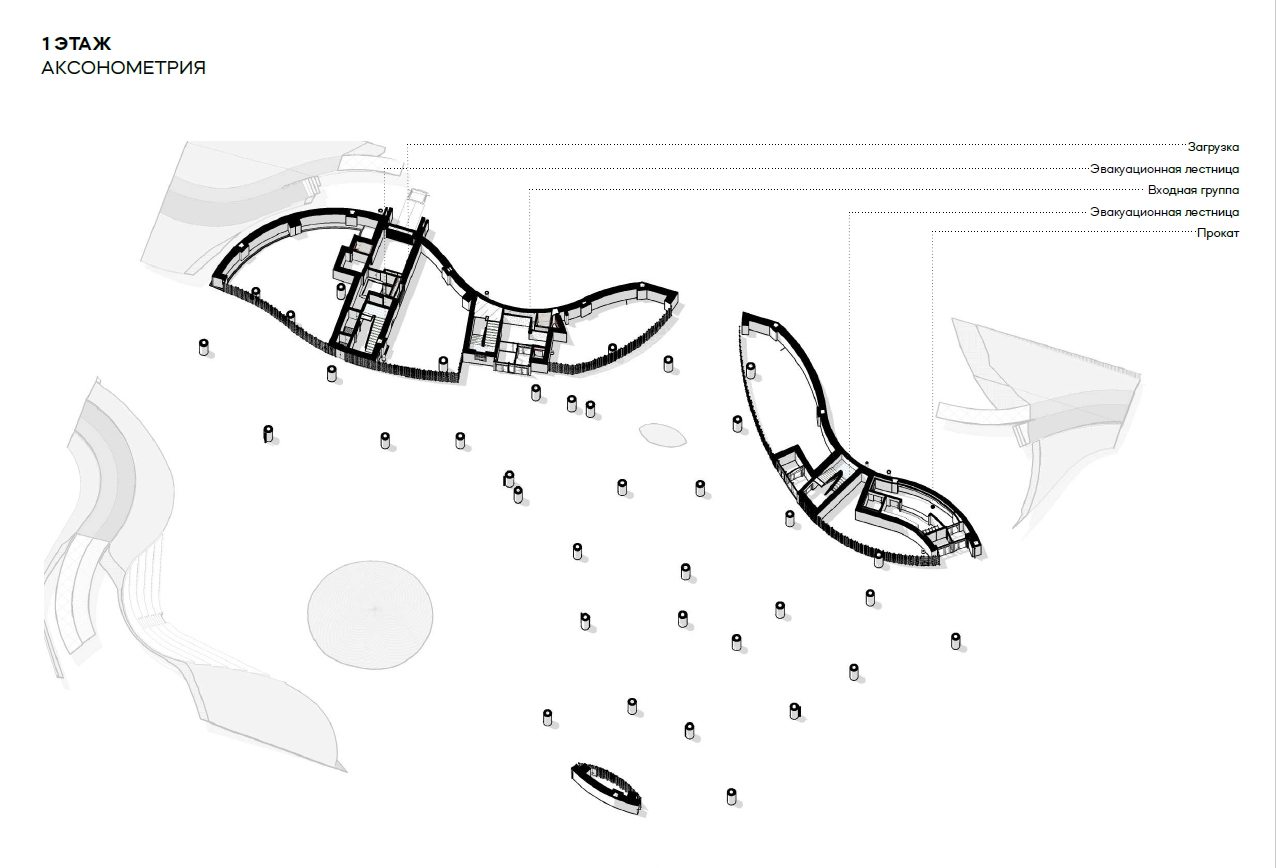 1 ЭТАЖ
АКСОНОМЕТРИЯ
Загрузка
Эвакуационная лестница
Входная группа
Эвакуационная лестница
Прокат